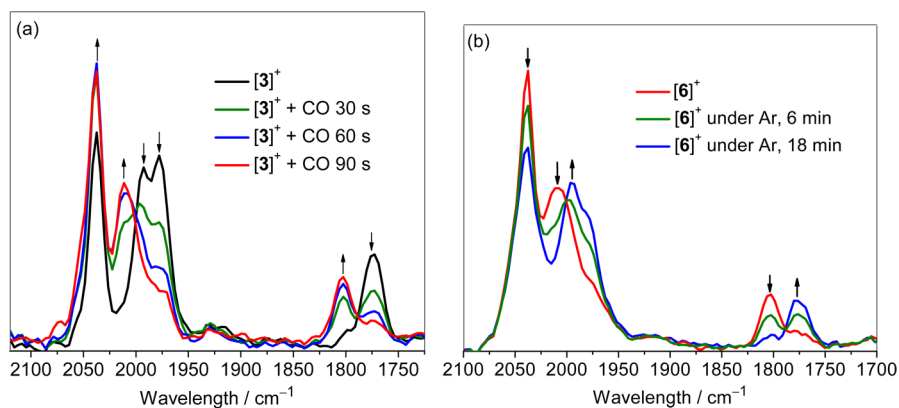 (a)
[3]⁺
[3]⁺ + CO 30 s
[3]⁺ + CO 60 s
[3]⁺ + CO 90 s
2100 2050 2000 1950 1900 1850 1800 1750
Wavelength / cm⁻¹
(b)
[6]⁺
[6]⁺ under Ar, 6 min
[6]⁺ under Ar, 18 min
2100 2050 2000 1950 1900 1850 1800 1750 1700
Wavelength / cm⁻¹